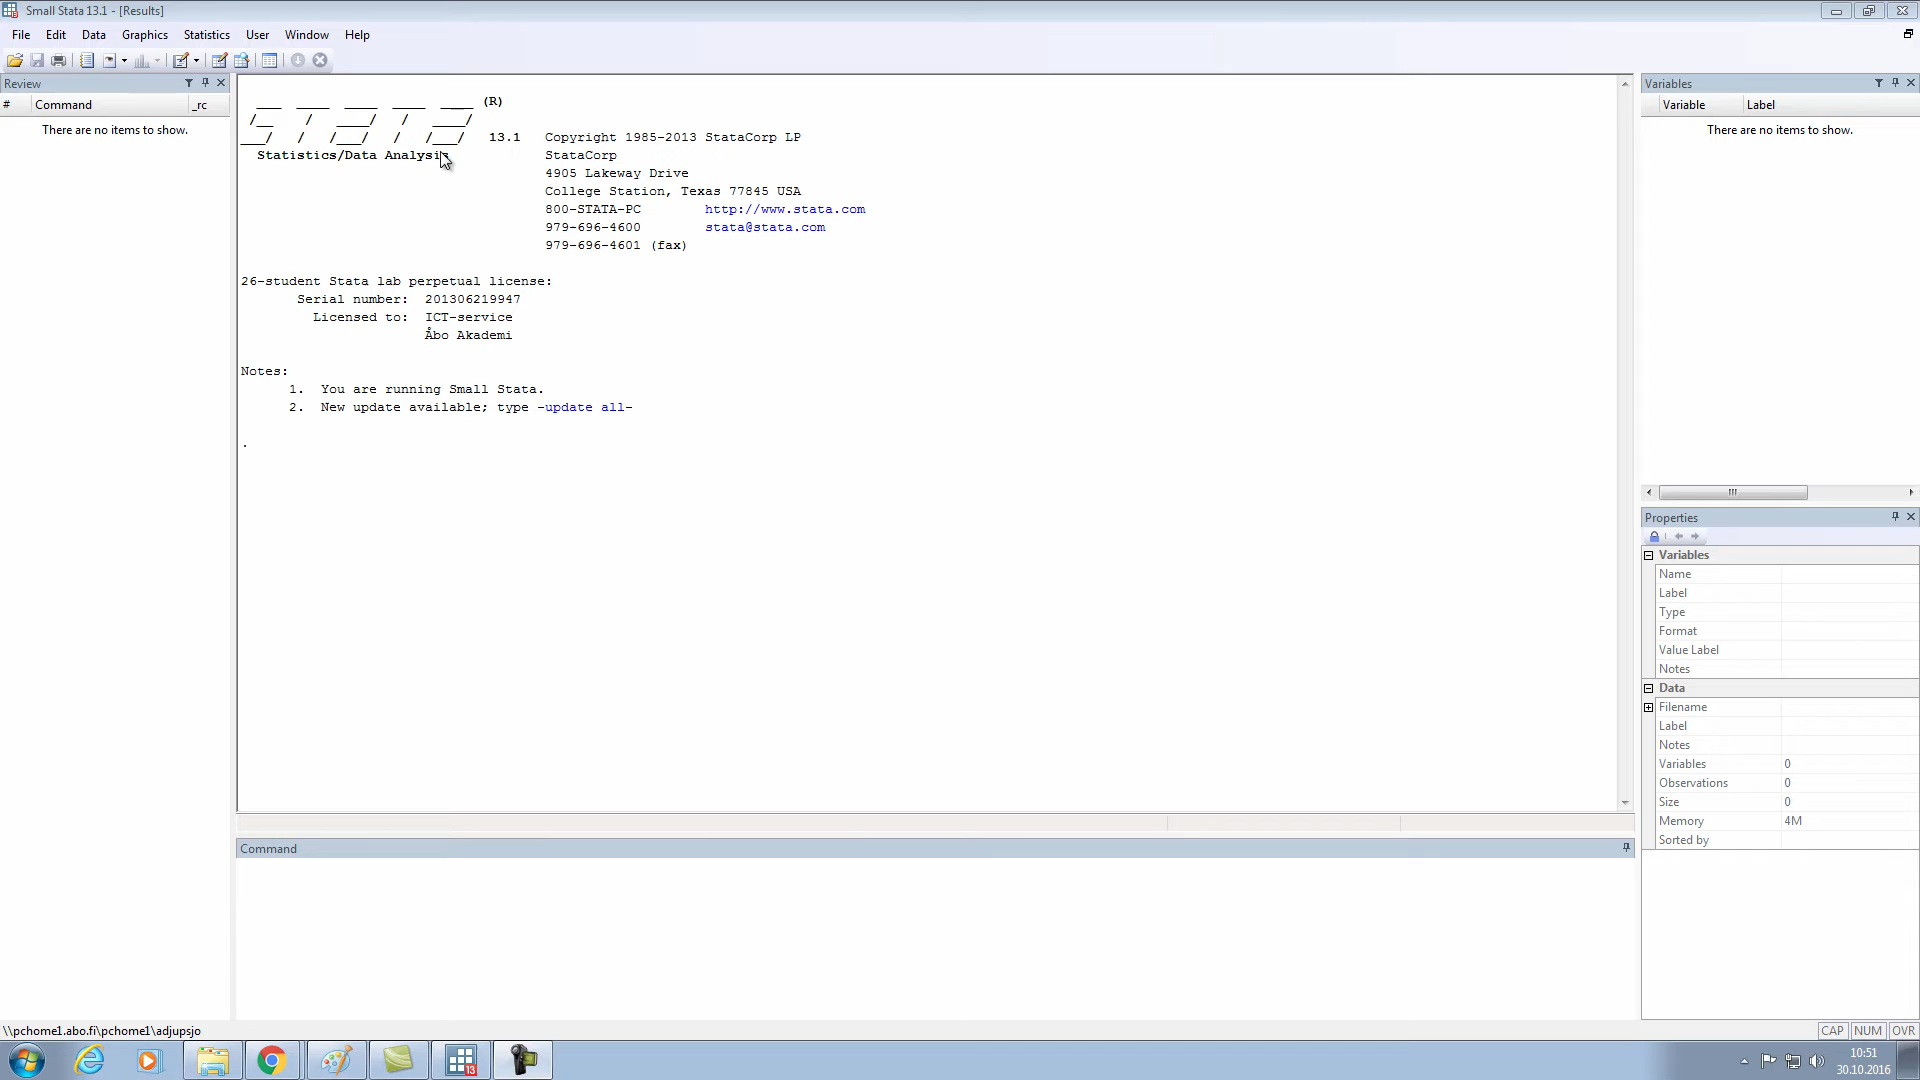 Small Stata 13.1 - [Results]
File Edit Data Graphics Statistics User Window Help
Review
# Command _rc
There are no items to show.
(R)
13.1 Copyright 1985-2013 StataCorp LP
Statistics/Data Analysis StataCorp
4905 Lakeway Drive
College Station, Texas 77845 USA
800-STATA-PC http://www.stata.com
979-696-4600 stata@stata.com
979-696-4601 (fax)
26-student Stata lab perpetual license:
Serial number: 201306219947
Licensed to: ICT-service
Åbo Akademi
Notes:
1. You are running Small Stata.
2. New update available; type -update all-
.
Command
Variables
Variable Label
There are no items to show.
Properties
Variables
Name
Label
Type
Format
Value Label
Notes
Data
Filename
Label
Notes
Variables 0
Observations 0
Size 0
Memory 4M
Sorted by
\\pchome1.abo.fi\pchome1\adjupsjo
CAP NUM OVR
13
10:51
30.10.2016